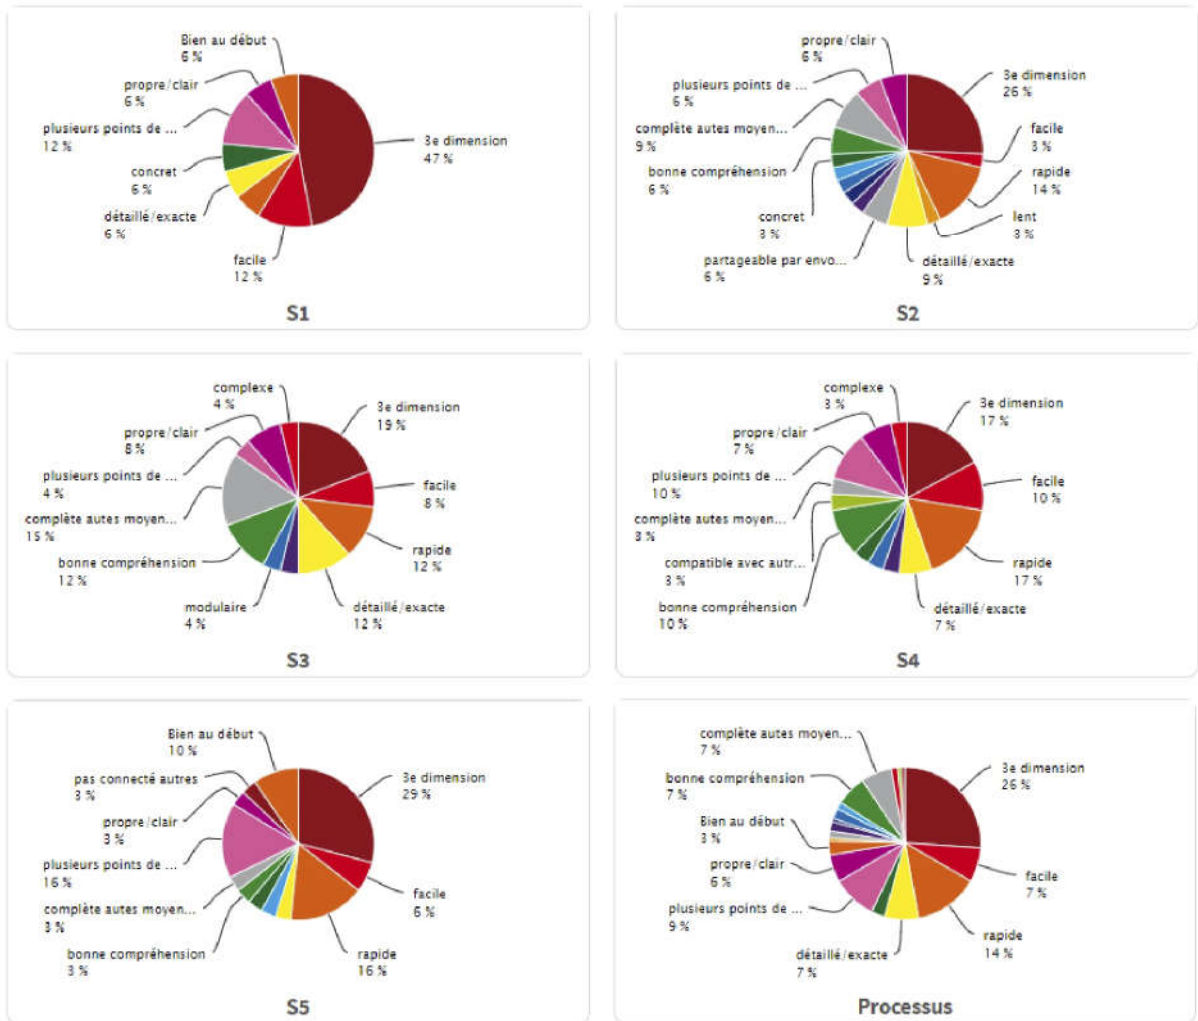 Bien au début
6 %
propre/clair
6 %
plusieurs points de ...
12 %
concret
6 %
détaillé/exacte
6 %
facile
12 %
3e dimension
47 %
S1
propre/clair
6 %
plusieurs points de ...
6 %
complète autes moyen...
9 %
bonne compréhension
6 %
concret
3 %
partageable par envo...
6 %
détaillé/exacte
9 %
lent
3 %
rapide
14 %
facile
3 %
3e dimension
26 %
S2
complexe
4 %
propre/clair
8 %
plusieurs points de ...
4 %
complète autes moyen...
15 %
bonne compréhension
12 %
modulaire
4 %
détaillé/exacte
12 %
rapide
12 %
facile
8 %
3e dimension
19 %
S3
complexe
3 %
propre/clair
7 %
plusieurs points de ...
10 %
complète autes moyen...
3 %
compatible avec autr...
3 %
bonne compréhension
10 %
détaillé/exacte
7 %
rapide
17 %
facile
10 %
3e dimension
17 %
S4
Bien au début
10 %
pas connecté autres
3 %
propre/clair
3 %
plusieurs points de ...
16 %
complète autes moyen...
3 %
bonne compréhension
3 %
rapide
16 %
facile
6 %
3e dimension
29 %
S5
complète autes moyen...
7 %
bonne compréhension
7 %
Bien au début
3 %
propre/clair
6 %
plusieurs points de ...
9 %
détaillé/exacte
7 %
rapide
14 %
facile
7 %
3e dimension
26 %
Processus